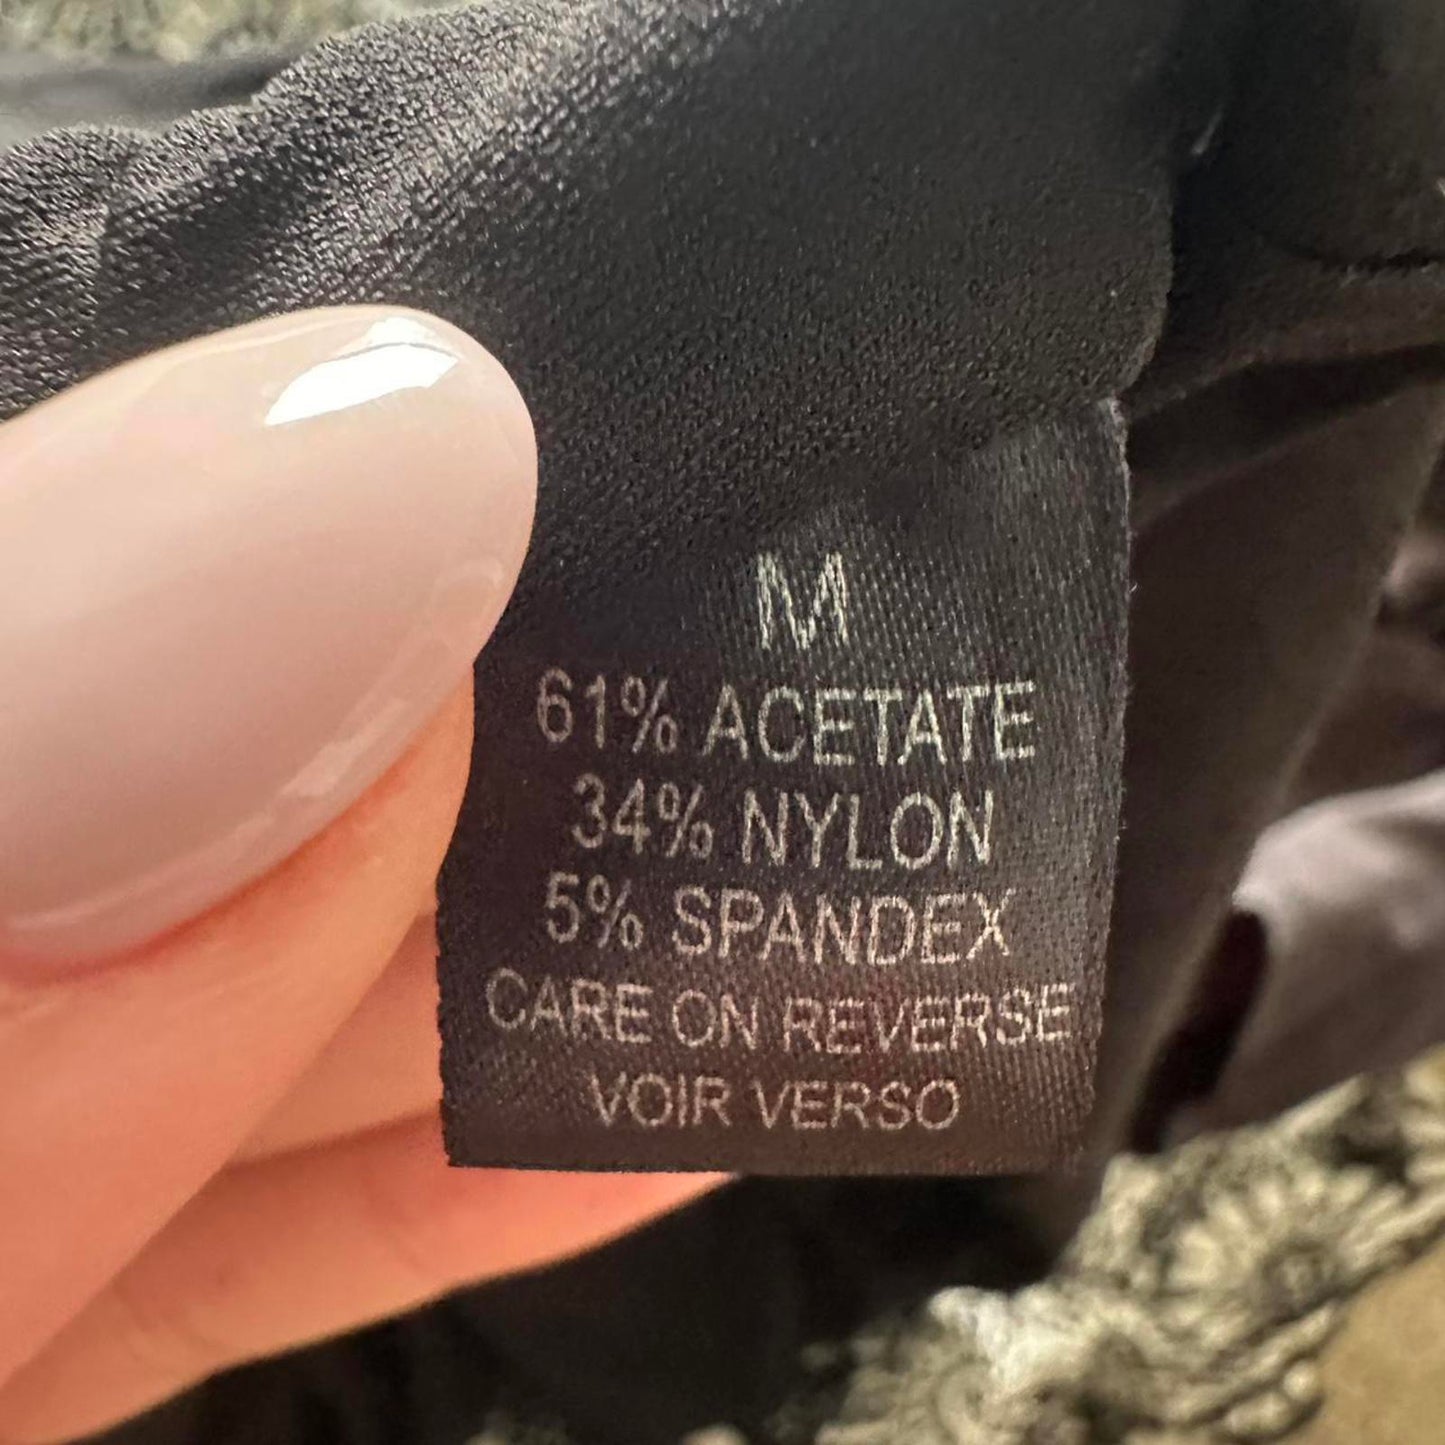 M
61% ACETATE
34% NYLON
5% SPANDEX
CARE ON REVERSE
VOIR VERSO